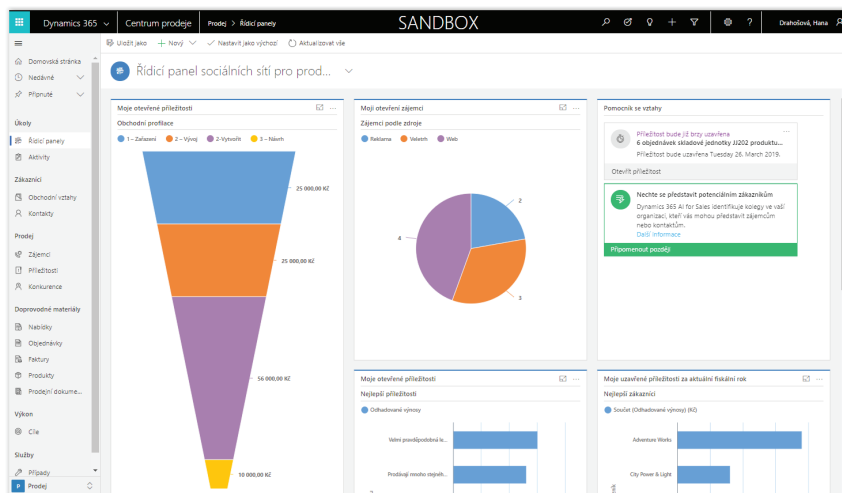 Dynamics 365
Centrum prodeje
Prodej > Řídicí panely
SANDBOX
Drahošová, Hana
Uložit jako
Nový
Nastavit jako výchozí
Aktualizovat vše
Domovská stránka
Nedávné
Připnuté
Úkoly
Řídicí panely
Aktivity
Zákazníci
Obchodní vztahy
Kontakty
Prodej
Zájemci
Příležitosti
Konkurence
Doprovodné materiály
Nabídky
Objednávky
Faktury
Produkty
Prodejní dokume...
Výkon
Cíle
Služby
Případy
P Prodej
Řídicí panel sociálních sítí pro prod...
Moje otevřené příležitosti
Obchodní profilace
1 – Zařazení
2 – Vývoj
2-Vytvořit
3 – Návrh
25 000,00 Kč
25 000,00 Kč
56 000,00 Kč
10 000,00 Kč
Moji otevření zájemci
Zájemci podle zdroje
Reklama
Veletrh
Web
2
4
3
Pomocník se vztahy
Příležitost bude již brzy uzavřena
6 objednávek skladové jednotky JJ202 produktu...
Příležitost bude uzavřena Tuesday 26. March 2019.
Otevřít příležitost
Nechte se představit potenciálním zákazníkům
Dynamics 365 AI for Sales identifikuje kolegy ve vaší
organizaci, kteří vás mohou představit zájemcům
nebo kontaktům.
Další informace
Připomenout později
Moje otevřené příležitosti
Nejlepší příležitosti
Odhadované výnosy
Velmi pravděpodobná le...
Prodávají mnoho stejnéh...
Moje uzavřené příležitosti za aktuální fiskální rok
Nejlepší zákazníci
Součet (Odhadované výnosy) (Kč)
Adventure Works
City Power & Light